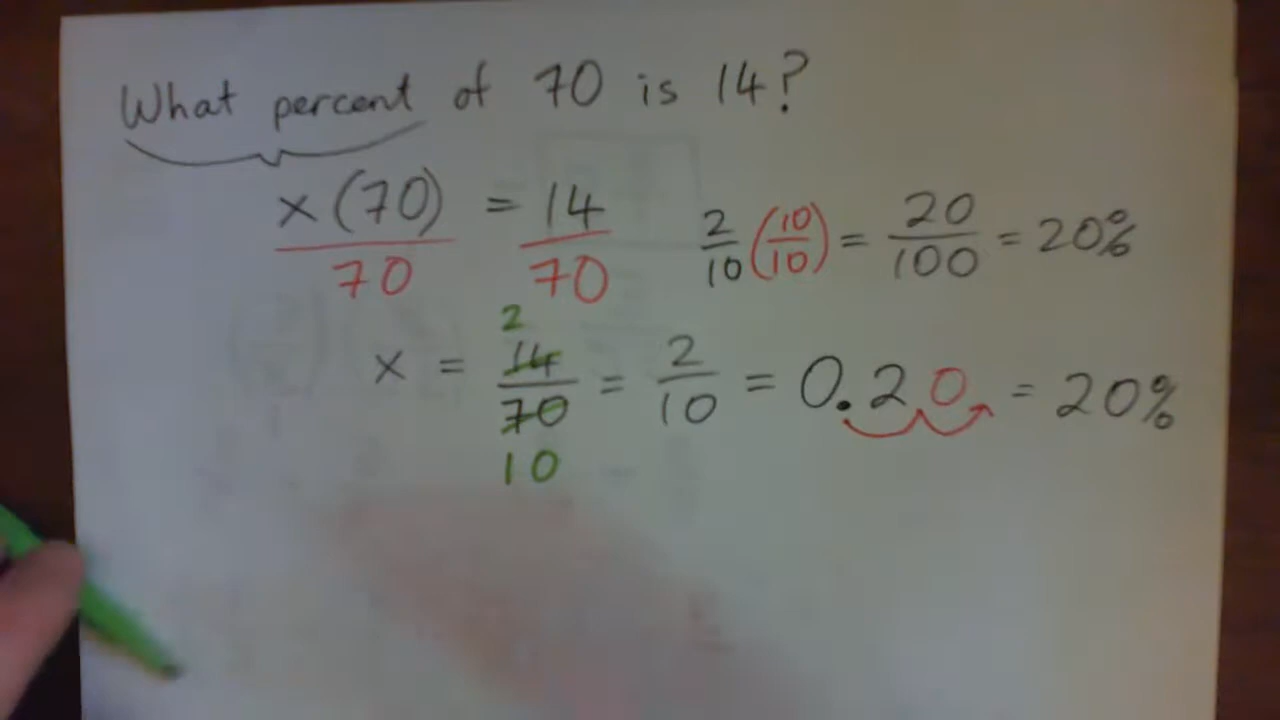 What percent of 70 is 14?
x(70)/70 = 14/70
2/10 (10/10) = 20/100 = 20%
x = 14/70 = 2/10 = 0.20 = 20%
2
10